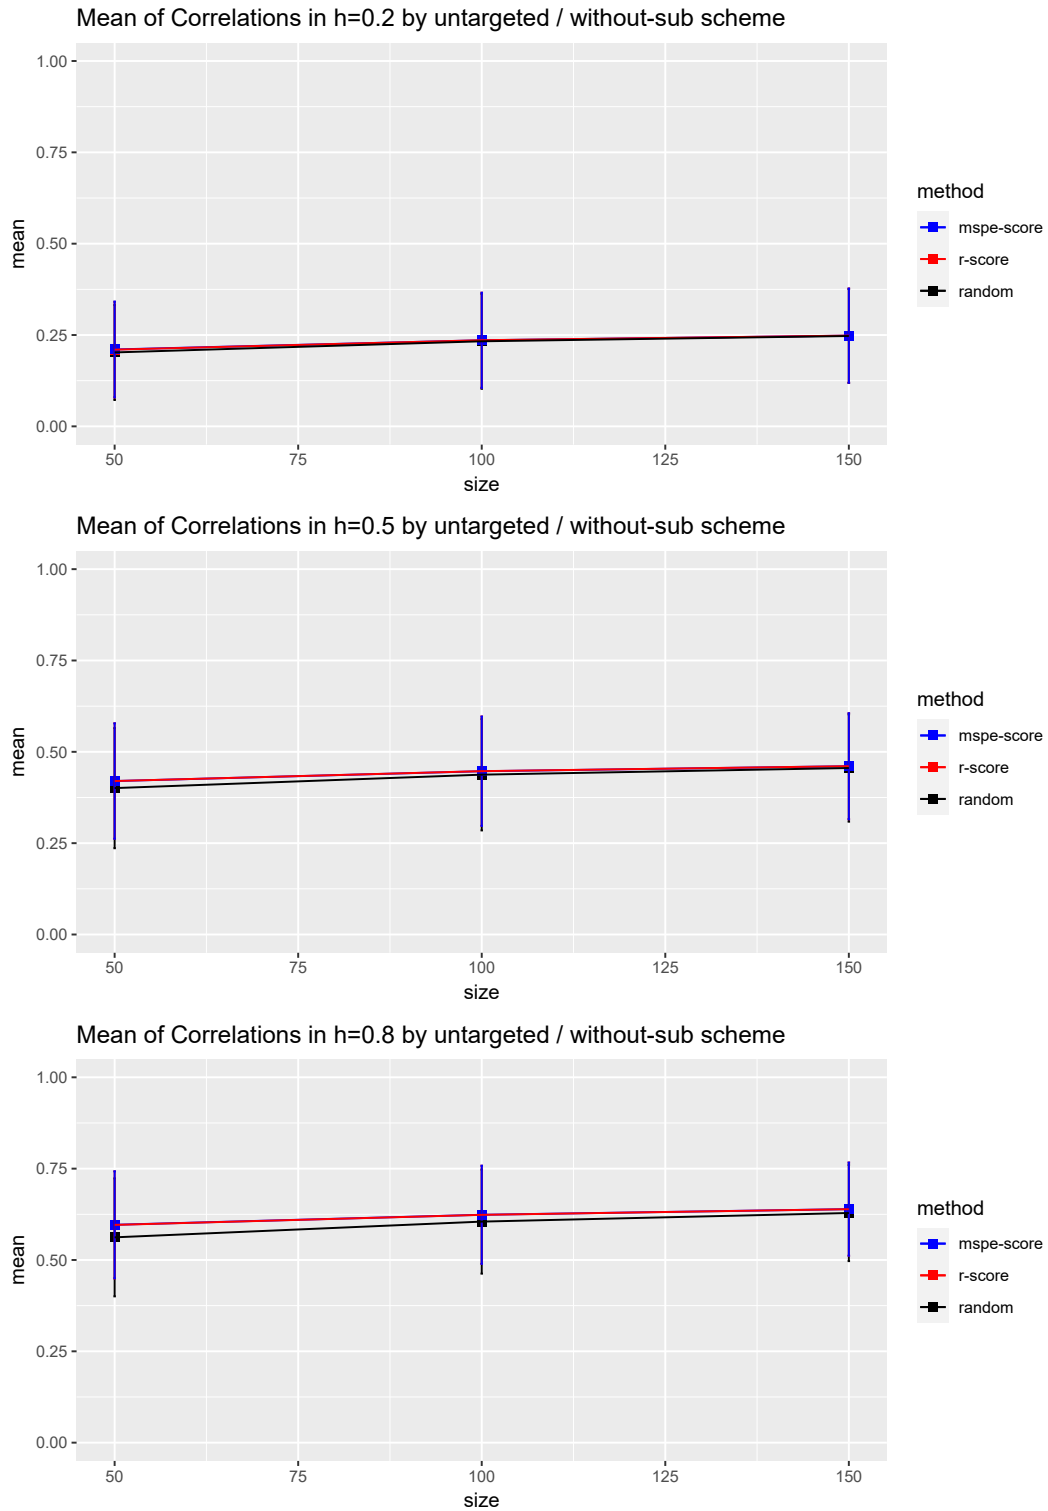 Mean of Correlations in h=0.2 by untargeted / without-sub scheme
1.00
0.75
0.50
0.25
0.00
mean
50 75 100 125 150
size
method
mspe-score
r-score
random
Mean of Correlations in h=0.5 by untargeted / without-sub scheme
1.00
0.75
0.50
0.25
0.00
mean
50 75 100 125 150
size
method
mspe-score
r-score
random
Mean of Correlations in h=0.8 by untargeted / without-sub scheme
1.00
0.75
0.50
0.25
0.00
mean
50 75 100 125 150
size
method
mspe-score
r-score
random